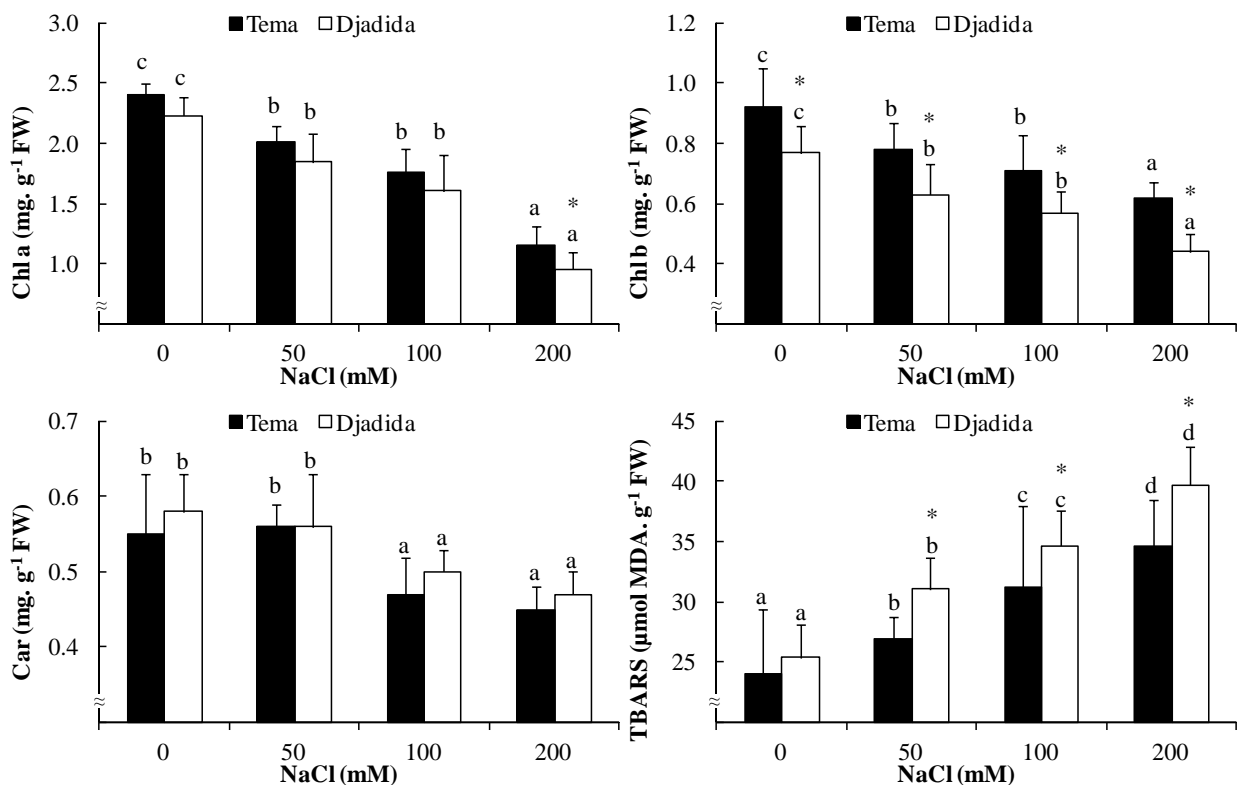 3.0
Tema Djadida
c c
2.5
b b
b b
2.0
Chl a (mg. g⁻¹ FW)
1.5
a *
a
1.0
≈
0 50 100 200
NaCl (mM)
1.2
Tema Djadida
c
*
c
1.0
b *
b
b *
b
0.8
a *
a
Chl b (mg. g⁻¹ FW)
0.6
0.4
≈
0 50 100 200
NaCl (mM)
0.7
Tema Djadida
b b
b b
0.6
a a
Car (mg. g⁻¹ FW)
a a
0.5
0.4
≈
0 50 100 200
NaCl (mM)
45
Tema Djadida
*
d
40
c *
c
d
*
b
35
b
TBARS (µmol MDA. g⁻¹ FW)
a a
30
25
≈
0 50 100 200
NaCl (mM)